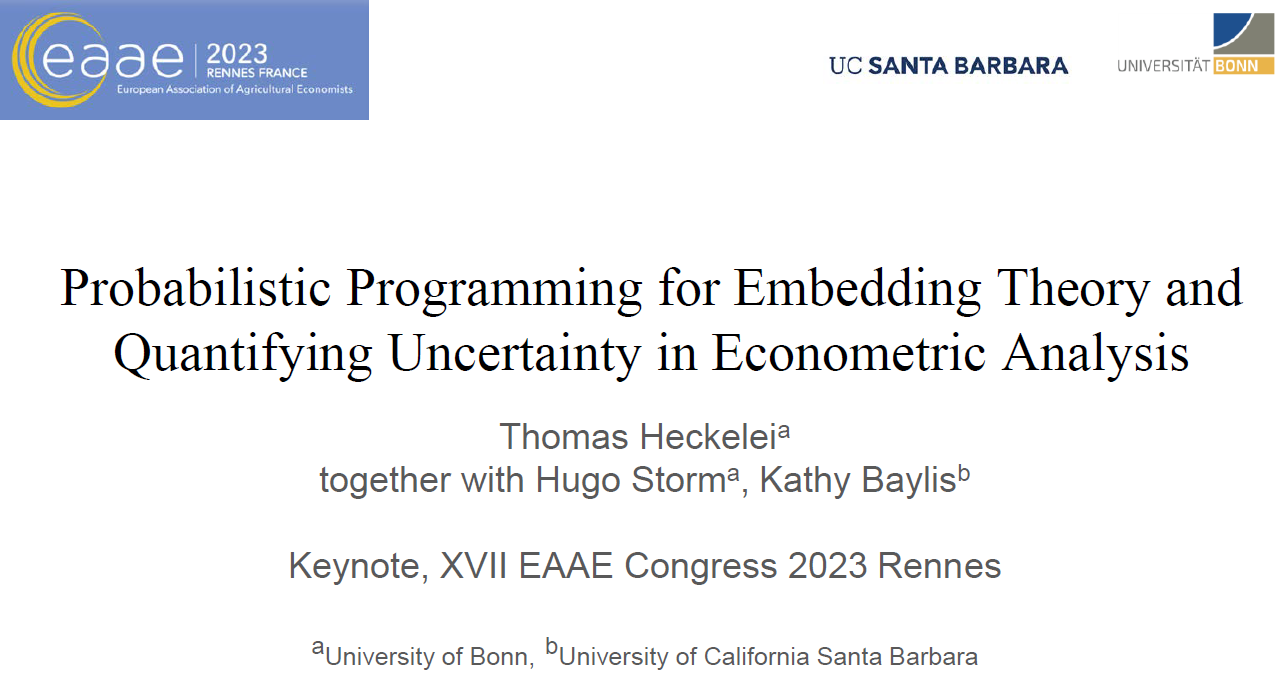 eaae 2023
RENNES FRANCE
European Association of Agricultural Economists
UC SANTA BARBARA
UNIVERSITÄT BONN
Probabilistic Programming for Embedding Theory and
Quantifying Uncertainty in Econometric Analysis
Thomas Heckeleiᵃ
together with Hugo Stormᵃ, Kathy Baylisᵇ
Keynote, XVII EAAE Congress 2023 Rennes
ᵃUniversity of Bonn, ᵇUniversity of California Santa Barbara